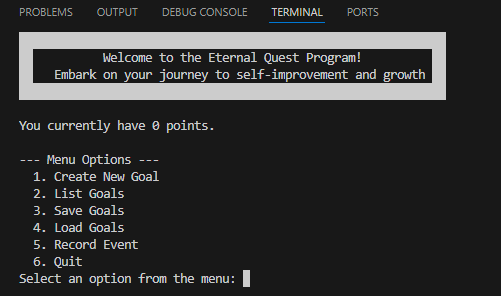 PROBLEMS OUTPUT DEBUG CONSOLE TERMINAL PORTS
Welcome to the Eternal Quest Program!
Embark on your journey to self-improvement and growth
You currently have 0 points.
--- Menu Options ---
1. Create New Goal
2. List Goals
3. Save Goals
4. Load Goals
5. Record Event
6. Quit
Select an option from the menu: